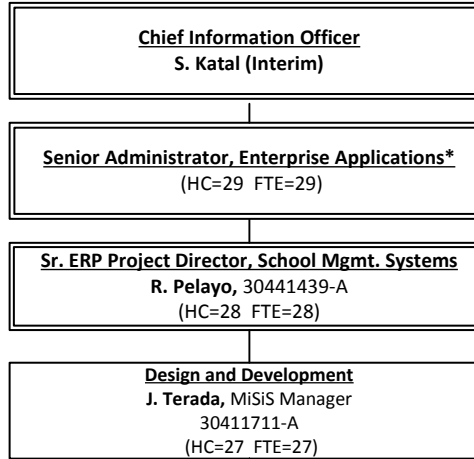 Chief Information Officer
S. Katal (Interim)
Senior Administrator, Enterprise Applications*
(HC=29 FTE=29)
Sr. ERP Project Director, School Mgmt. Systems
R. Pelayo, 30441439-A
(HC=28 FTE=28)
Design and Development
J. Terada, MiSiS Manager
30411711-A
(HC=27 FTE=27)